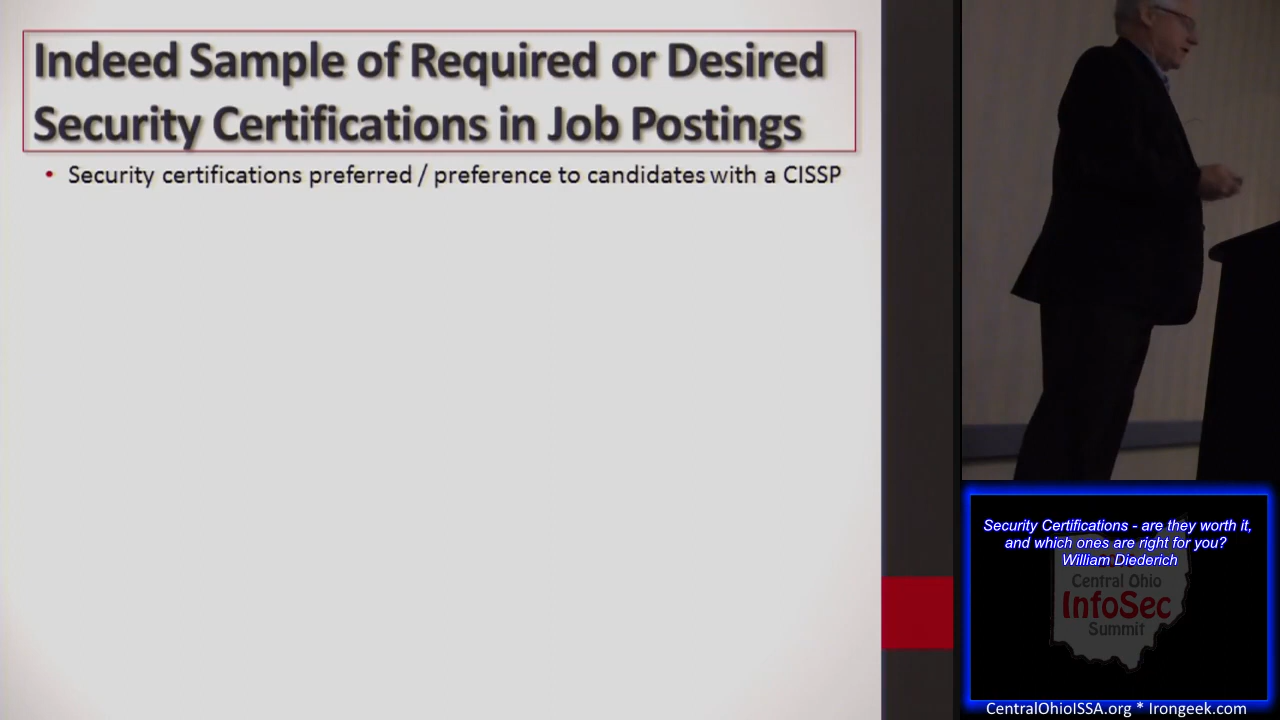 Indeed Sample of Required or Desired
Security Certifications in Job Postings
• Security certifications preferred / preference to candidates with a CISSP
Security Certifications - are they worth it,
and which ones are right for you?
William Diederich
Central Ohio
InfoSec
Summit
CentralOhioISSA.org * Irongeek.com